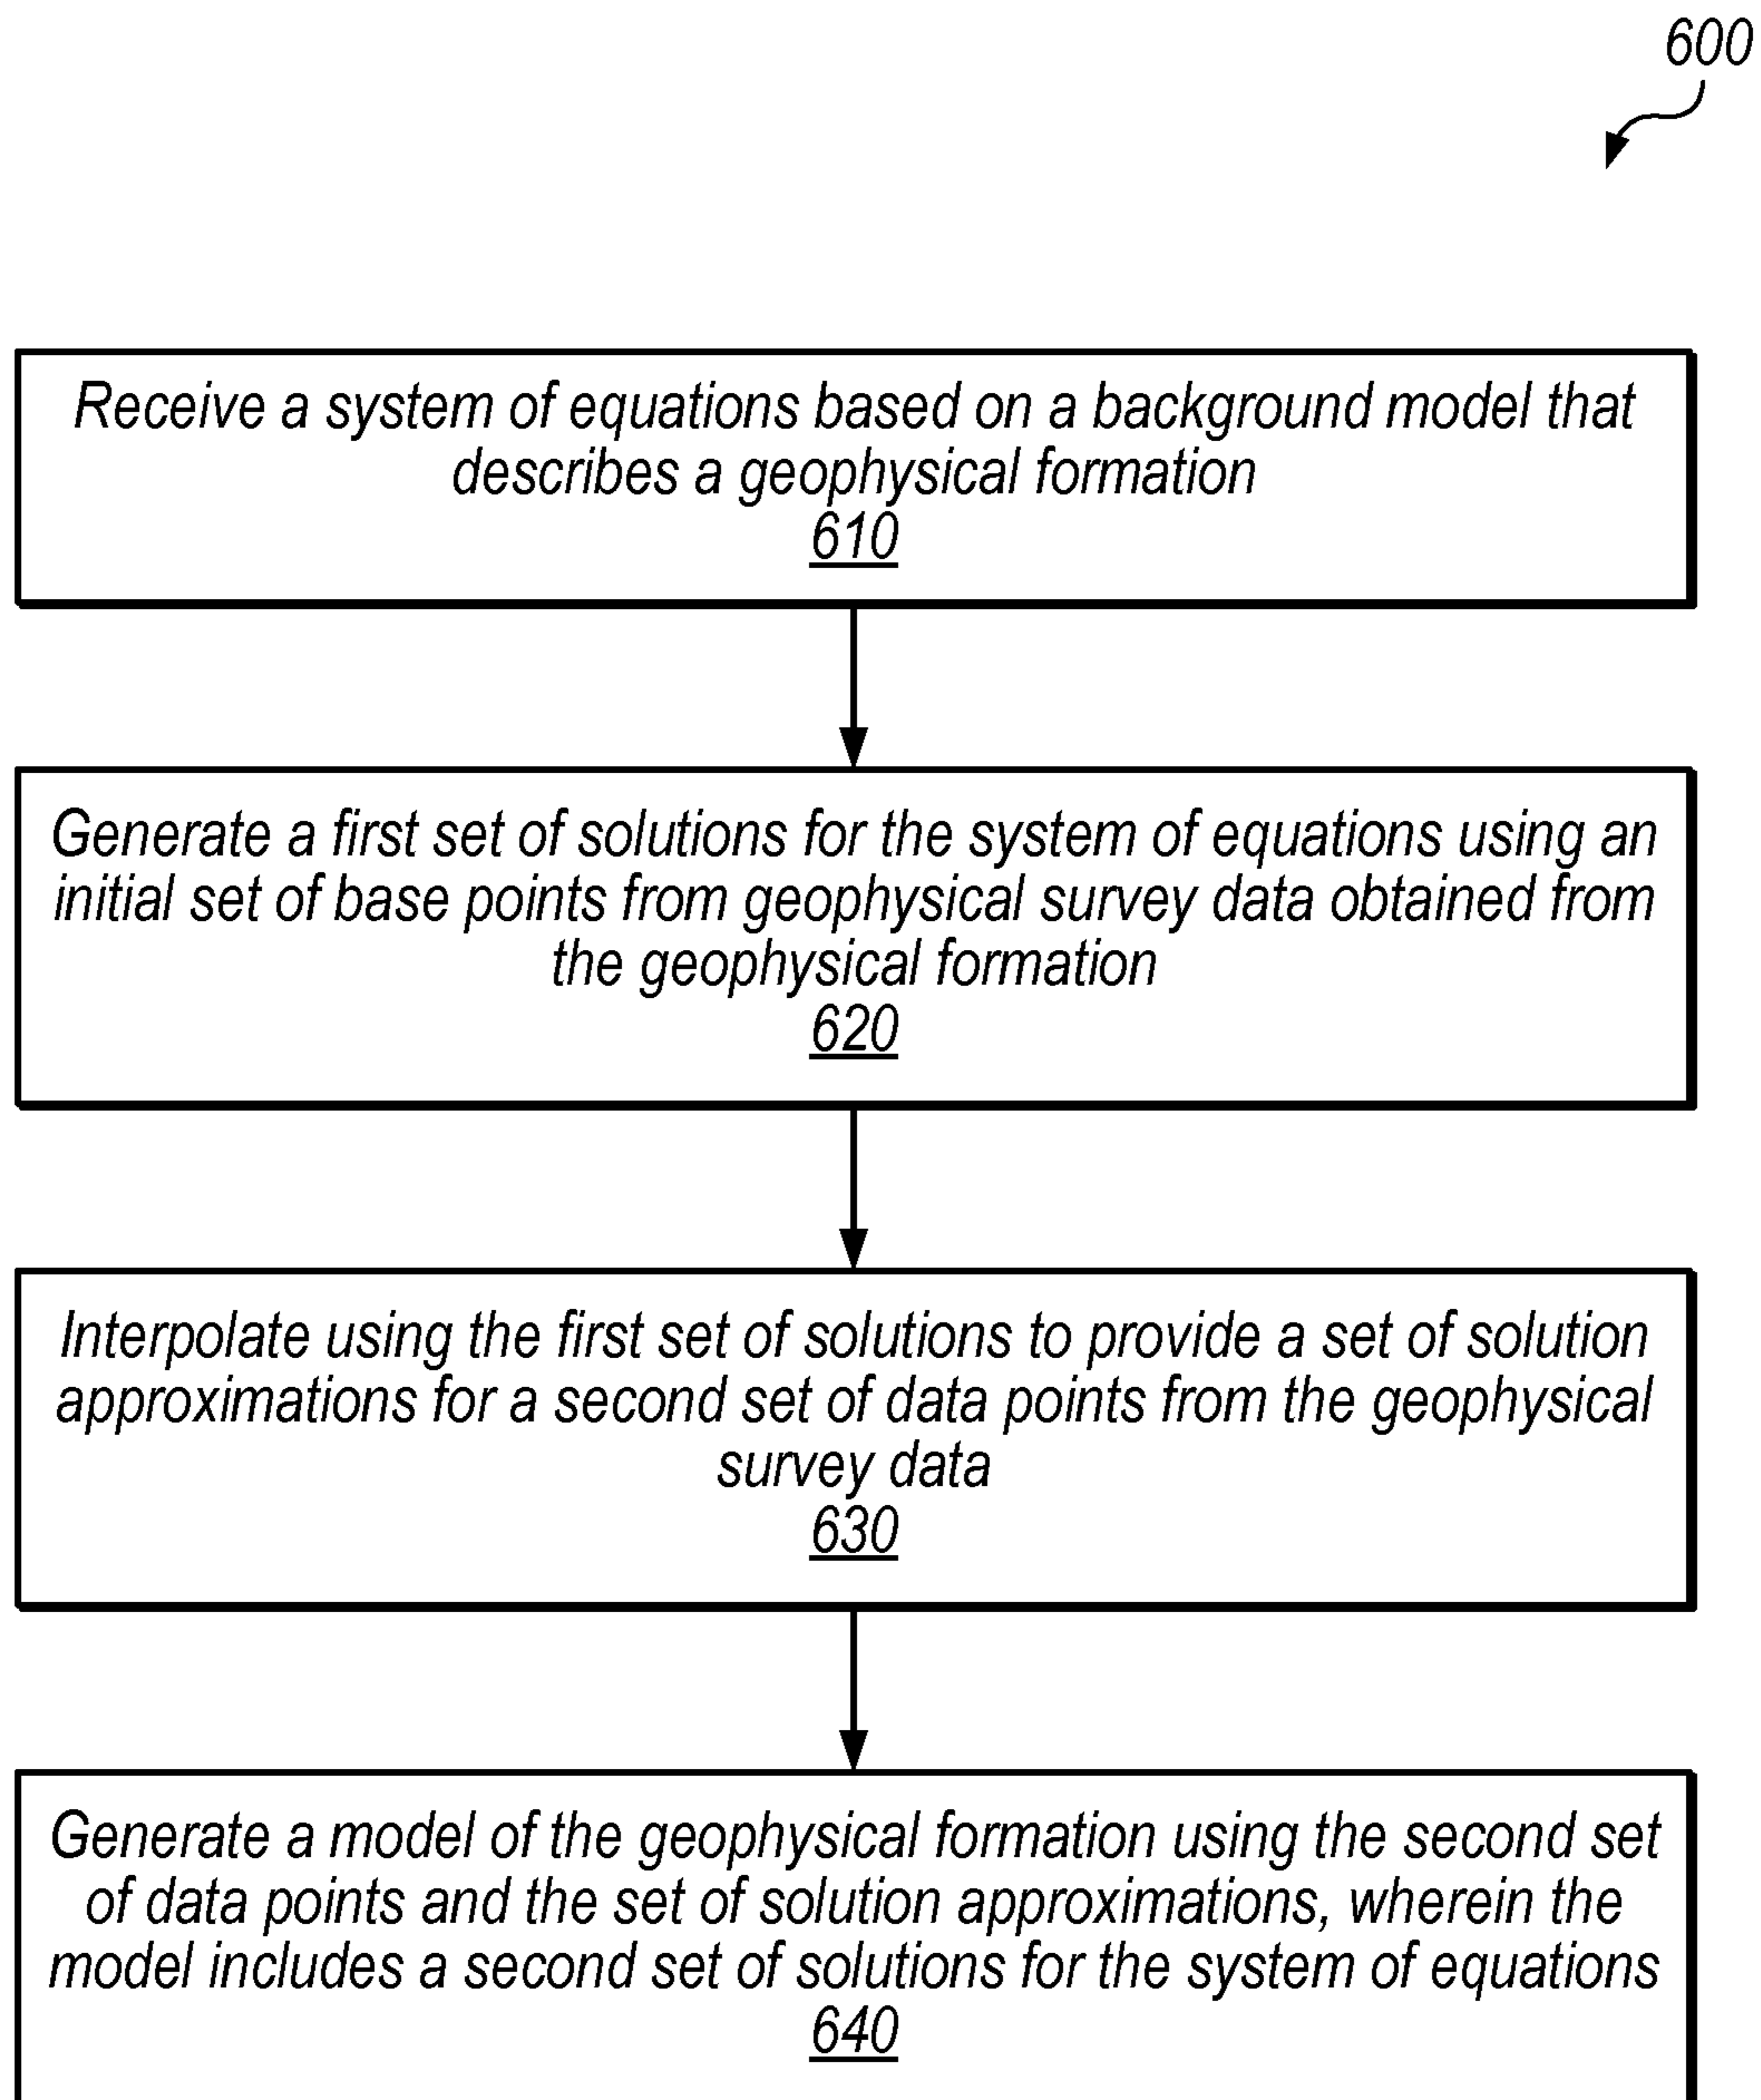 600
Receive a system of equations based on a background model that
describes a geophysical formation
610
Generate a first set of solutions for the system of equations using an
initial set of base points from geophysical survey data obtained from
the geophysical formation
620
Interpolate using the first set of solutions to provide a set of solution
approximations for a second set of data points from the geophysical
survey data
630
Generate a model of the geophysical formation using the second set
of data points and the set of solution approximations, wherein the
model includes a second set of solutions for the system of equations
640